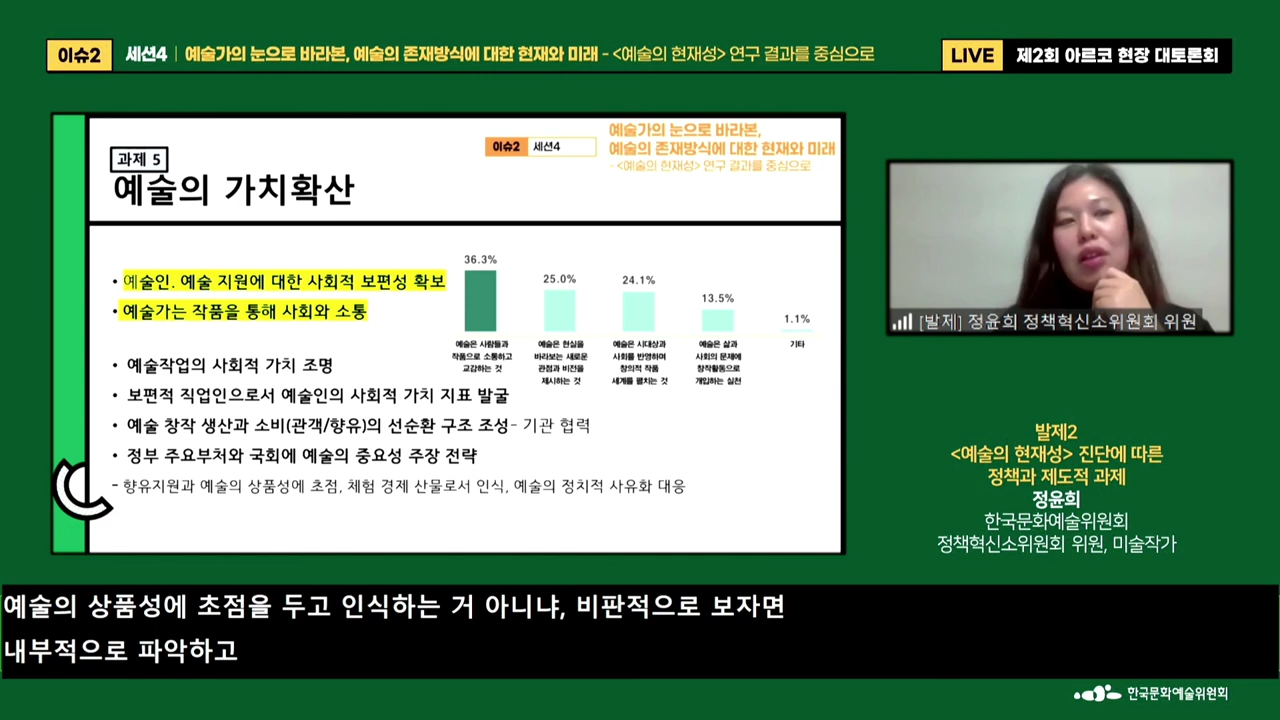 이슈2 세션4 | 예술가의 눈으로 바라본, 예술의 존재방식에 대한 현재와 미래 - <예술의 현재성> 연구 결과를 중심으로
LIVE 제2회 아르코 현장 대토론회
이슈2 세션4
예술가의 눈으로 바라본,
예술의 존재방식에 대한 현재와 미래
- <예술의 현재성> 연구 결과를 중심으로
과제 5
예술의 가치확산
• 예술인. 예술 지원에 대한 사회적 보편성 확보
• 예술가는 작품을 통해 사회와 소통
36.3%
예술은 사람들과
작품으로 소통하고
교감하는 것
25.0%
예술은 현실을
바라보는 새로운
관점과 비전을
제시하는 것
24.1%
예술은 시대상과
사회를 반영하며
창의적 작품
세계를 펼치는 것
13.5%
예술은 삶과
사회의 문제에
창작활동으로
개입하는 실천
1.1%
기타
• 예술작업의 사회적 가치 조명
• 보편적 직업인으로서 예술인의 사회적 가치 지표 발굴
• 예술 창작 생산과 소비(관객/향유)의 선순환 구조 조성- 기관 협력
• 정부 주요부처와 국회에 예술의 중요성 주장 전략
- 향유지원과 예술의 상품성에 초점, 체험 경제 산물로서 인식, 예술의 정치적 사유화 대응
[발제] 정윤희 정책혁신소위원회 위원
발제2
<예술의 현재성> 진단에 따른
정책과 제도적 과제
정윤희
한국문화예술위원회
정책혁신소위원회 위원, 미술작가
예술의 상품성에 초점을 두고 인식하는 거 아니냐, 비판적으로 보자면
내부적으로 파악하고
한국문화예술위원회